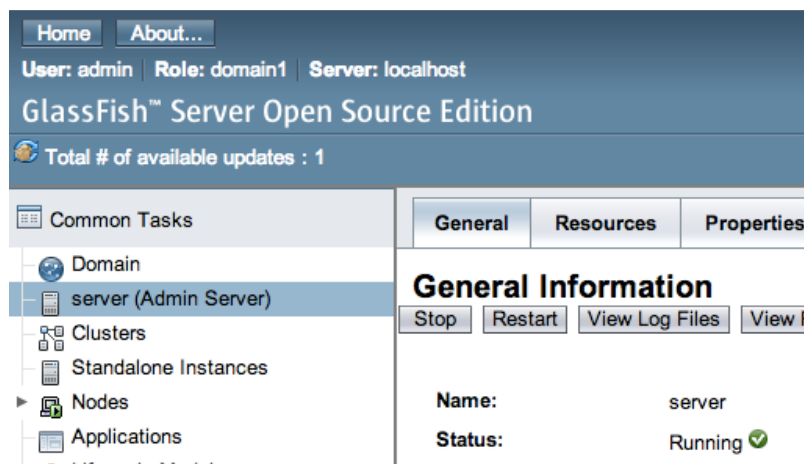 Home About...
User: admin Role: domain1 Server: localhost
GlassFish™ Server Open Source Edition
Total # of available updates : 1
Common Tasks
Domain
server (Admin Server)
Clusters
Standalone Instances
Nodes
Applications
General Resources Properties
General Information
Stop Restart View Log Files View
Name: server
Status: Running